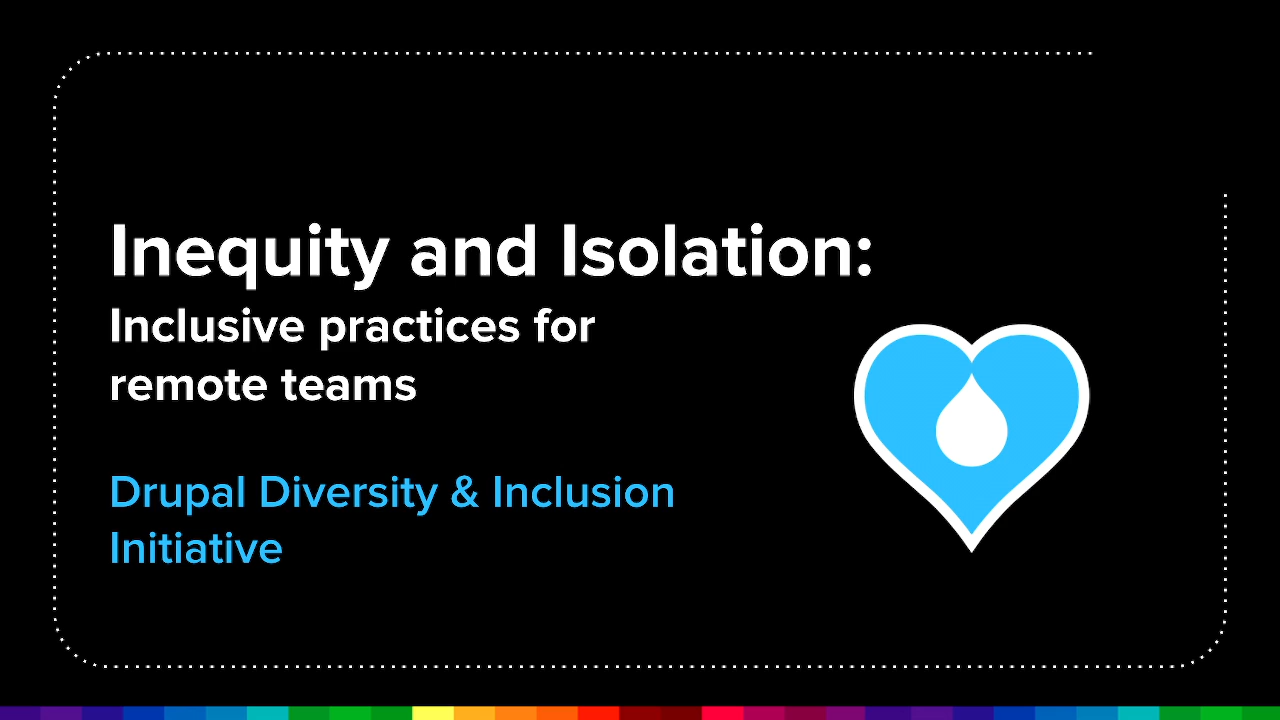 Inequity and Isolation:
Inclusive practices for
remote teams
Drupal Diversity & Inclusion
Initiative